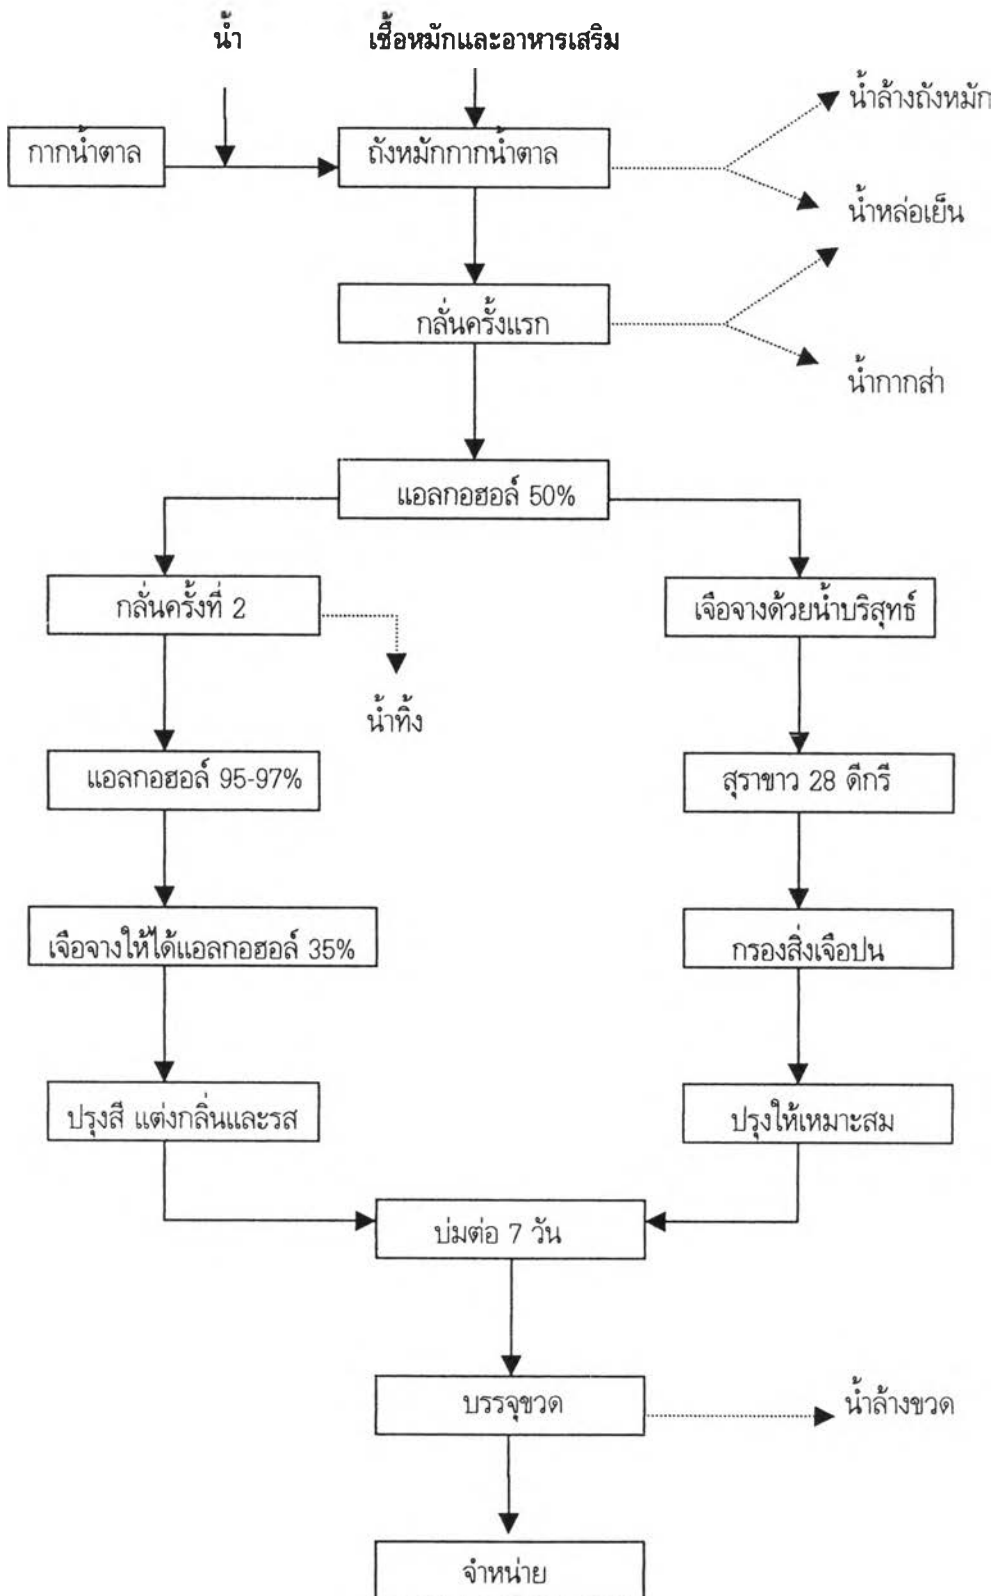 น้ำ
เชื้อหมักและอาหารเสริม
น้ำล้างถังหมัก
กากน้ำตาล
ถังหมักกากน้ำตาล
น้ำหล่อเย็น
กลั่นครั้งแรก
น้ำกากส่า
แอลกอฮอล์ 50%
กลั่นครั้งที่ 2
เจือจางด้วยน้ำบริสุทธ์
น้ำทิ้ง
แอลกอฮอล์ 95-97%
สุราขาว 28 ดีกรี
เจือจางให้ได้แอลกอฮอล์ 35%
กรองสิ่งเจือปน
ปรุงสี แต่งกลิ่นและรส
ปรุงให้เหมาะสม
บ่มต่อ 7 วัน
บรรจุขวด
น้ำล้างขวด
จำหน่าย